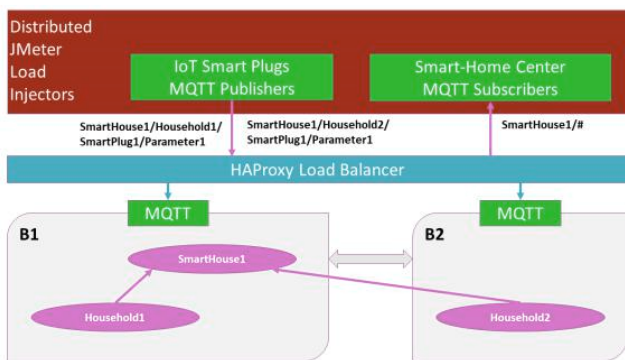 Distributed
JMeter
Load
Injectors
IoT Smart Plugs
MQTT Publishers
Smart-Home Center
MQTT Subscribers
SmartHouse1/Household1/
SmartPlug1/Parameter1
SmartHouse1/Household2/
SmartPlug1/Parameter1
SmartHouse1/#
HAProxy Load Balancer
MQTT
MQTT
B1
B2
SmartHouse1
Household1
Household2